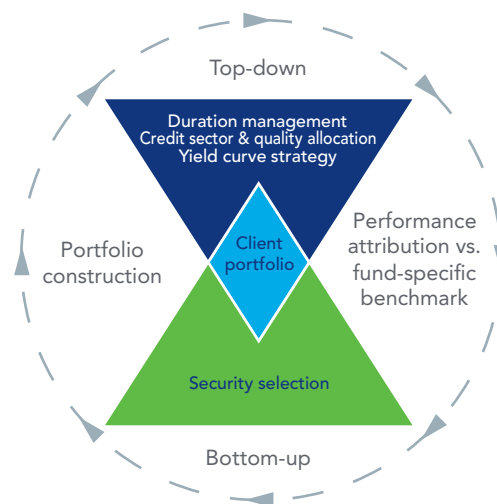 Top-down
Duration management
Credit sector & quality allocation
Yield curve strategy
Client
portfolio
Portfolio
construction
Performance
attribution vs.
fund-specific
benchmark
Security selection
Bottom-up